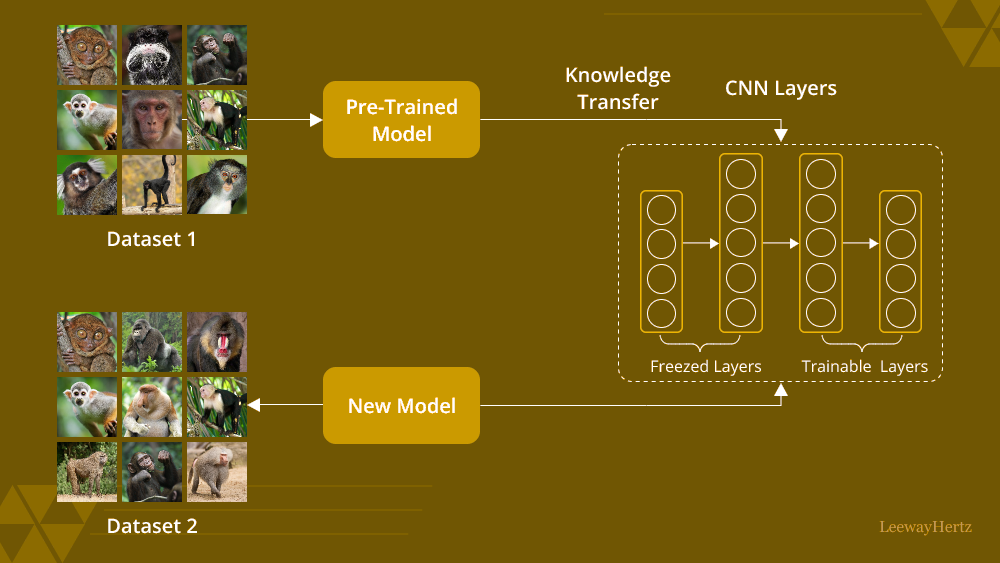 Knowledge
Transfer
CNN Layers
Pre-Trained
Model
Dataset 1
Freezed Layers
Trainable Layers
New Model
Dataset 2
LeewayHertz